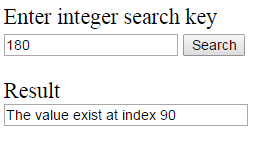 Enter integer search key
180 Search
Result
The value exist at index 90